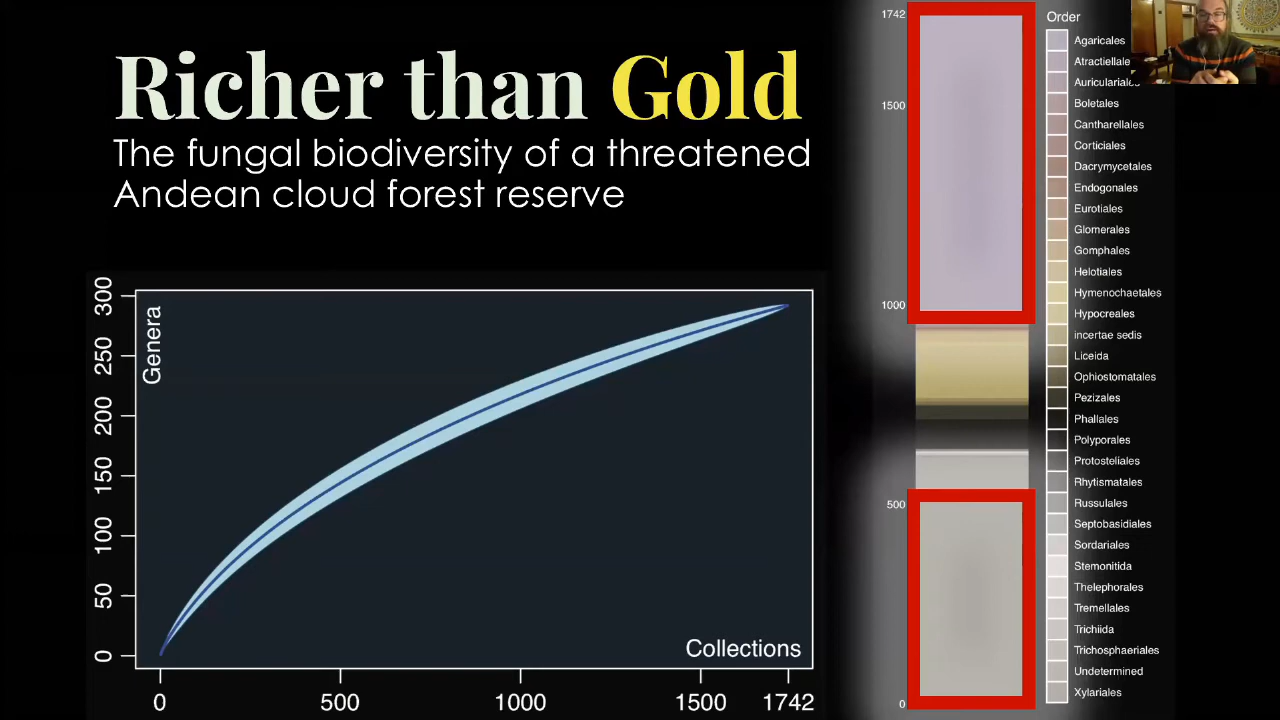 Richer than Gold
The fungal biodiversity of a threatened
Andean cloud forest reserve
300
250
200
150
100
50
0
Genera
Collections
0
500
1000
1500
1742
1742
1500
1000
500
0
Order
Agaricales
Atractiellale
Auriculariales
Boletales
Cantharellales
Corticiales
Dacrymycetales
Endogonales
Eurotiales
Glomerales
Gomphales
Helotiales
Hymenochaetales
Hypocreales
incertae sedis
Liceida
Ophiostomatales
Pezizales
Phallales
Polyporales
Protosteliales
Rhytismatales
Russulales
Septobasidiales
Sordariales
Stemonitida
Thelephorales
Tremellales
Trichiida
Trichosphaeriales
Undetermined
Xylariales